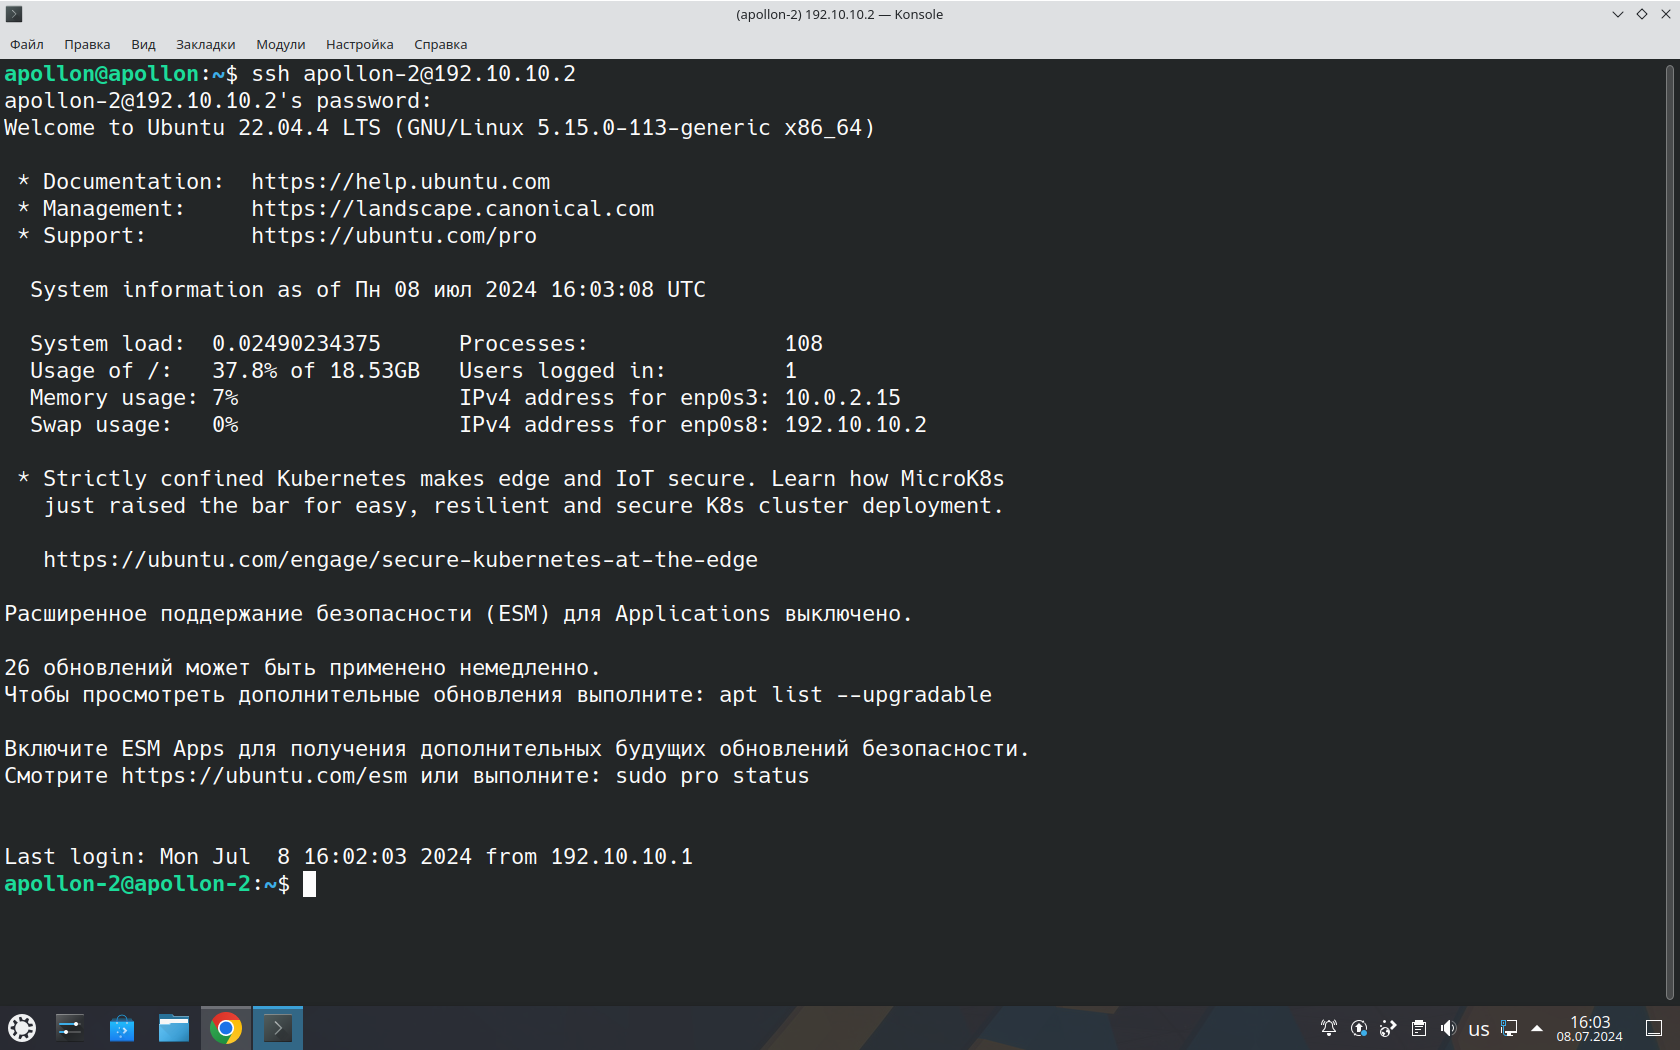 (apollon-2) 192.10.10.2 — Konsole
Файл Правка Вид Закладки Модули Настройка Справка
apollon@apollon:~$ ssh apollon-2@192.10.10.2
apollon-2@192.10.10.2's password:
Welcome to Ubuntu 22.04.4 LTS (GNU/Linux 5.15.0-113-generic x86_64)
* Documentation:  https://help.ubuntu.com
* Management:     https://landscape.canonical.com
* Support:        https://ubuntu.com/pro
System information as of Пн 08 июл 2024 16:03:08 UTC
System load:  0.02490234375      Processes:               108
Usage of /:   37.8% of 18.53GB   Users logged in:         1
Memory usage: 7%                 IPv4 address for enp0s3: 10.0.2.15
Swap usage:   0%                 IPv4 address for enp0s8: 192.10.10.2
* Strictly confined Kubernetes makes edge and IoT secure. Learn how MicroK8s
just raised the bar for easy, resilient and secure K8s cluster deployment.
https://ubuntu.com/engage/secure-kubernetes-at-the-edge
Расширенное поддержание безопасности (ESM) для Applications выключено.
26 обновлений может быть применено немедленно.
Чтобы просмотреть дополнительные обновления выполните: apt list --upgradable
Включите ESM Apps для получения дополнительных будущих обновлений безопасности.
Смотрите https://ubuntu.com/esm или выполните: sudo pro status
Last login: Mon Jul  8 16:02:03 2024 from 192.10.10.1
apollon-2@apollon-2:~$
us
16:03
08.07.2024